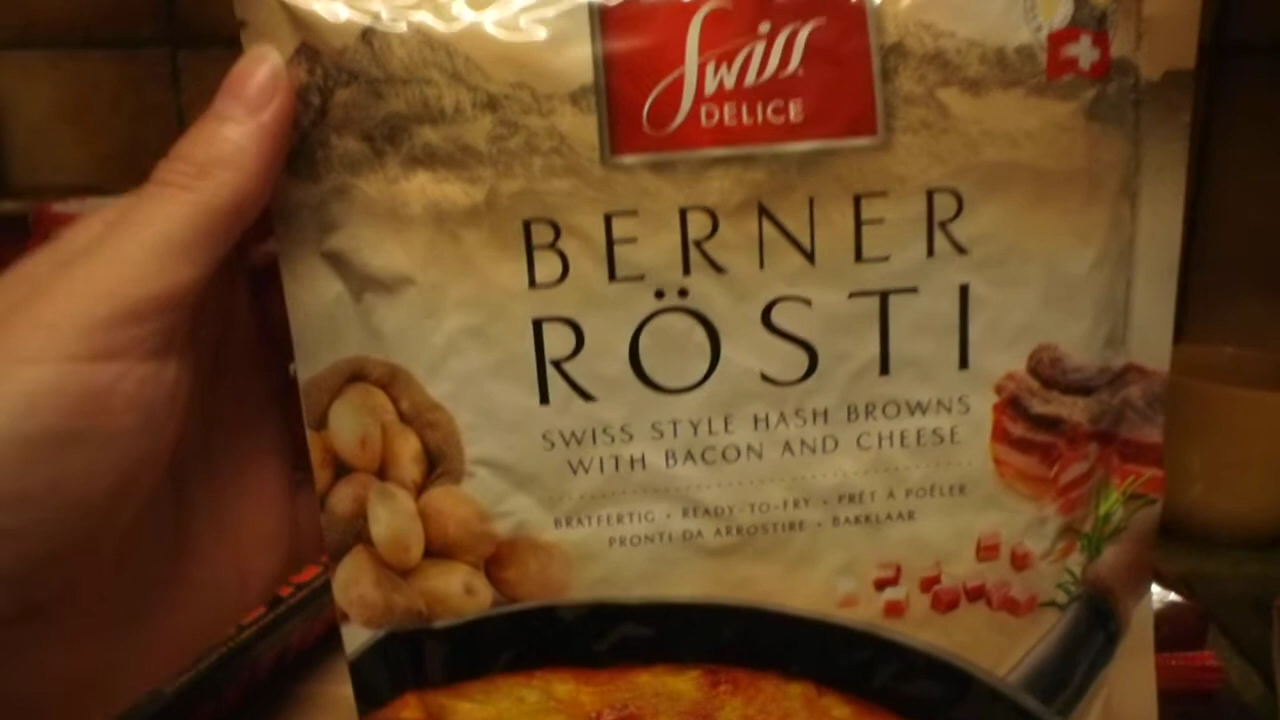 Swiss
DELICE
BERNER
RÖSTI
SWISS STYLE HASH BROWNS
WITH BACON AND CHEESE
BRATFERTIG • READY-TO-FRY • PRÊT À POÊLER
PRONTI DA ARROSTIRE • BAKKLAAR